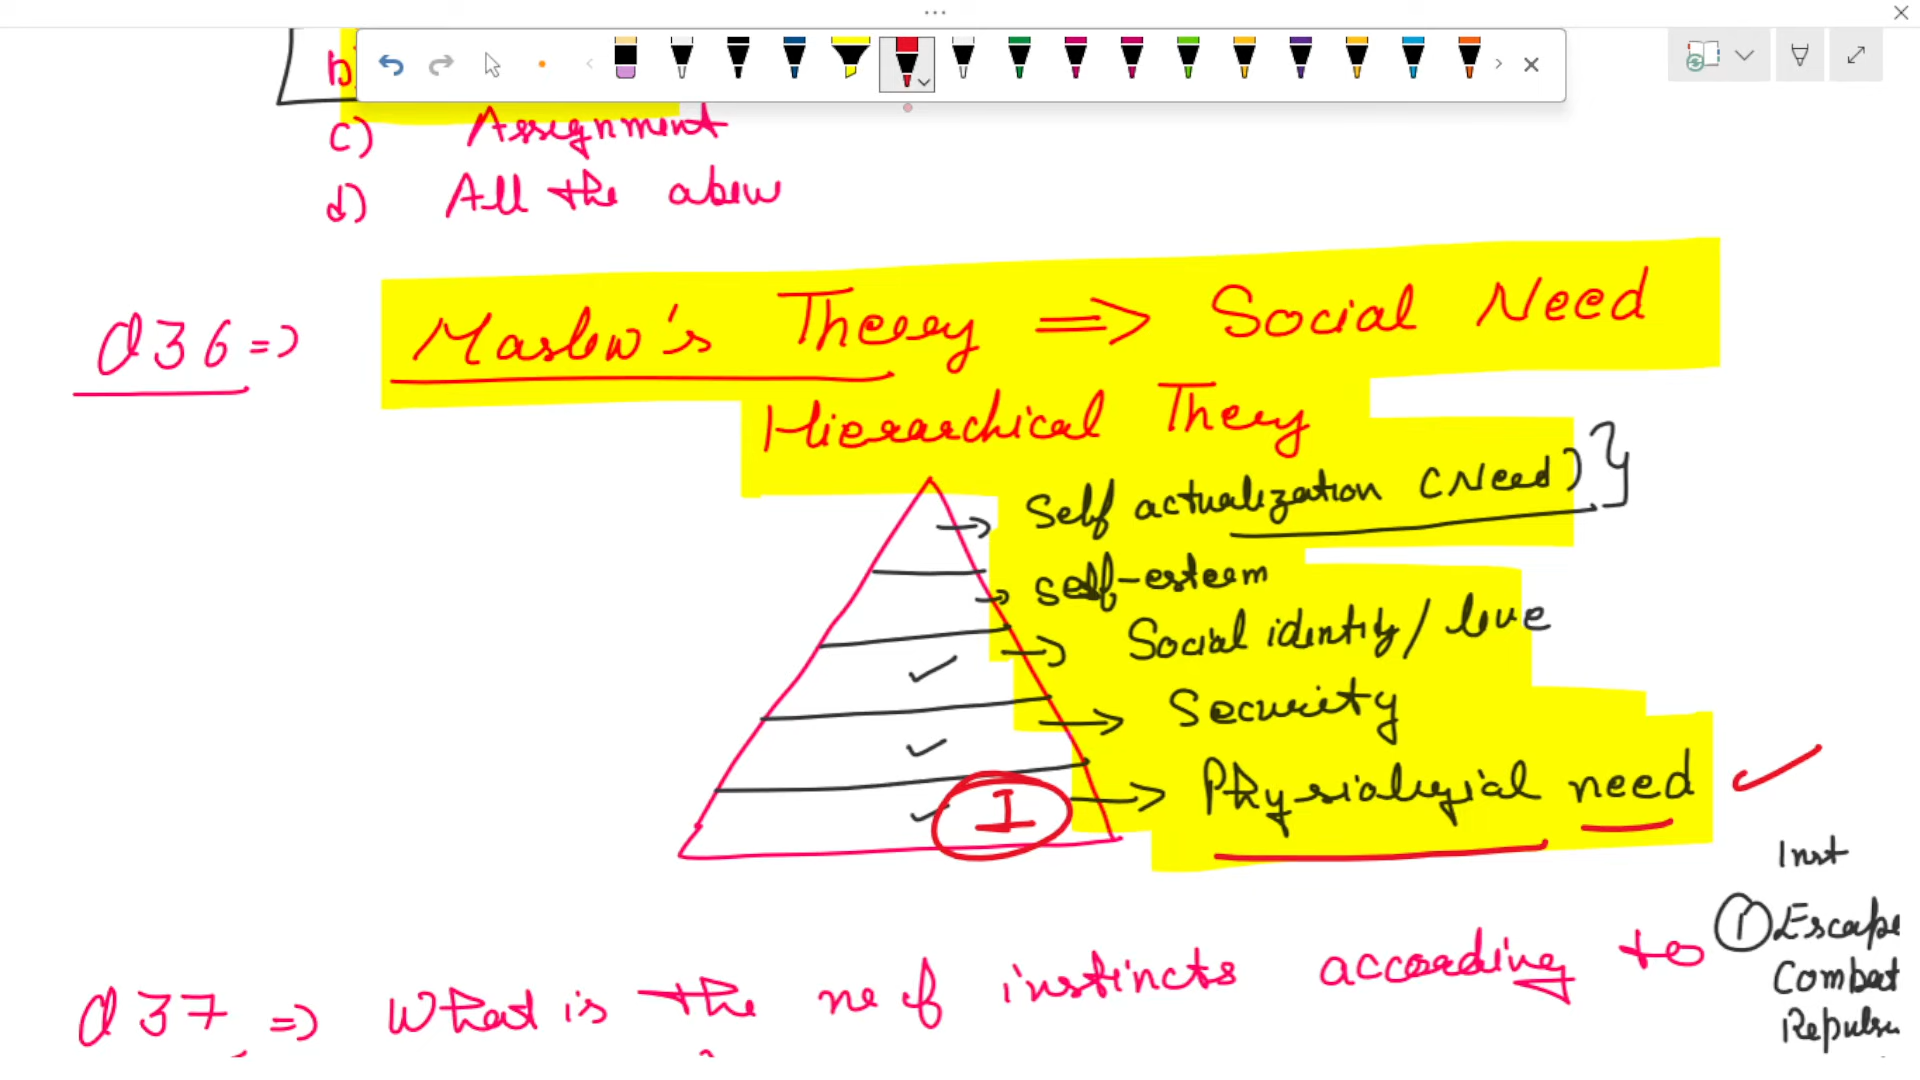 b)
c) Assignment
d) All the above
Q36 => Maslow's Theory => Social Need
Hierarchical Theory
Self actualization (Need) }
self-esteem
Social identity/love
Security
I Physiological need
Inst
Q37 => What is the no of instincts according to
① Escape
Combat
Repulsi